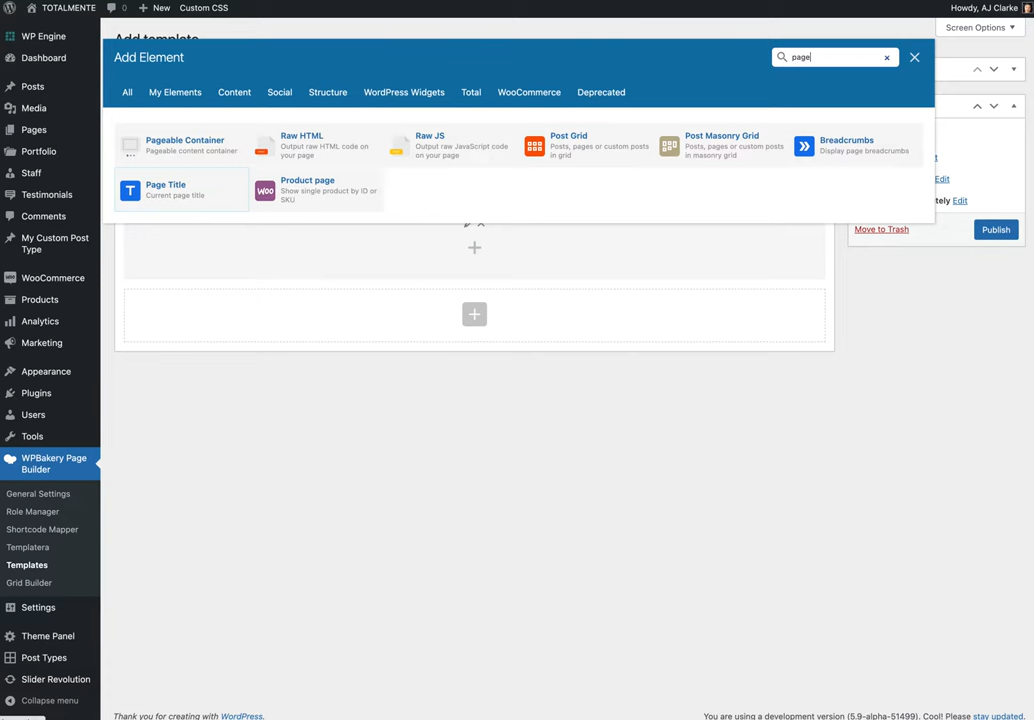 TOTALMENTE
0
New
Custom CSS
Howdy, AJ Clarke
WP Engine
Dashboard
Posts
Media
Pages
Portfolio
Staff
Testimonials
Comments
My Custom Post
Type
WooCommerce
Products
Analytics
Marketing
Appearance
Plugins
Users
Tools
WPBakery Page
Builder
General Settings
Role Manager
Shortcode Mapper
Templatera
Templates
Grid Builder
Settings
Theme Panel
Post Types
Slider Revolution
Collapse menu
Screen Options
Add template
Add Element
page
All
My Elements
Content
Social
Structure
WordPress Widgets
Total
WooCommerce
Deprecated
Pageable Container
Pageable content container
Raw HTML
Output raw HTML code on
your page
Raw JS
Output raw JavaScript code
on your page
Post Grid
Posts, pages or custom posts
in grid
Post Masonry Grid
Posts, pages or custom posts
in masonry grid
Breadcrumbs
Display page breadcrumbs
T
Page Title
Current page title
Woo
Product page
Show single product by ID or
SKU
Edit
tely Edit
Move to Trash
Publish
Thank you for creating with WordPress.
You are using a development version (5.9-alpha-51499). Cool! Please stay updated.